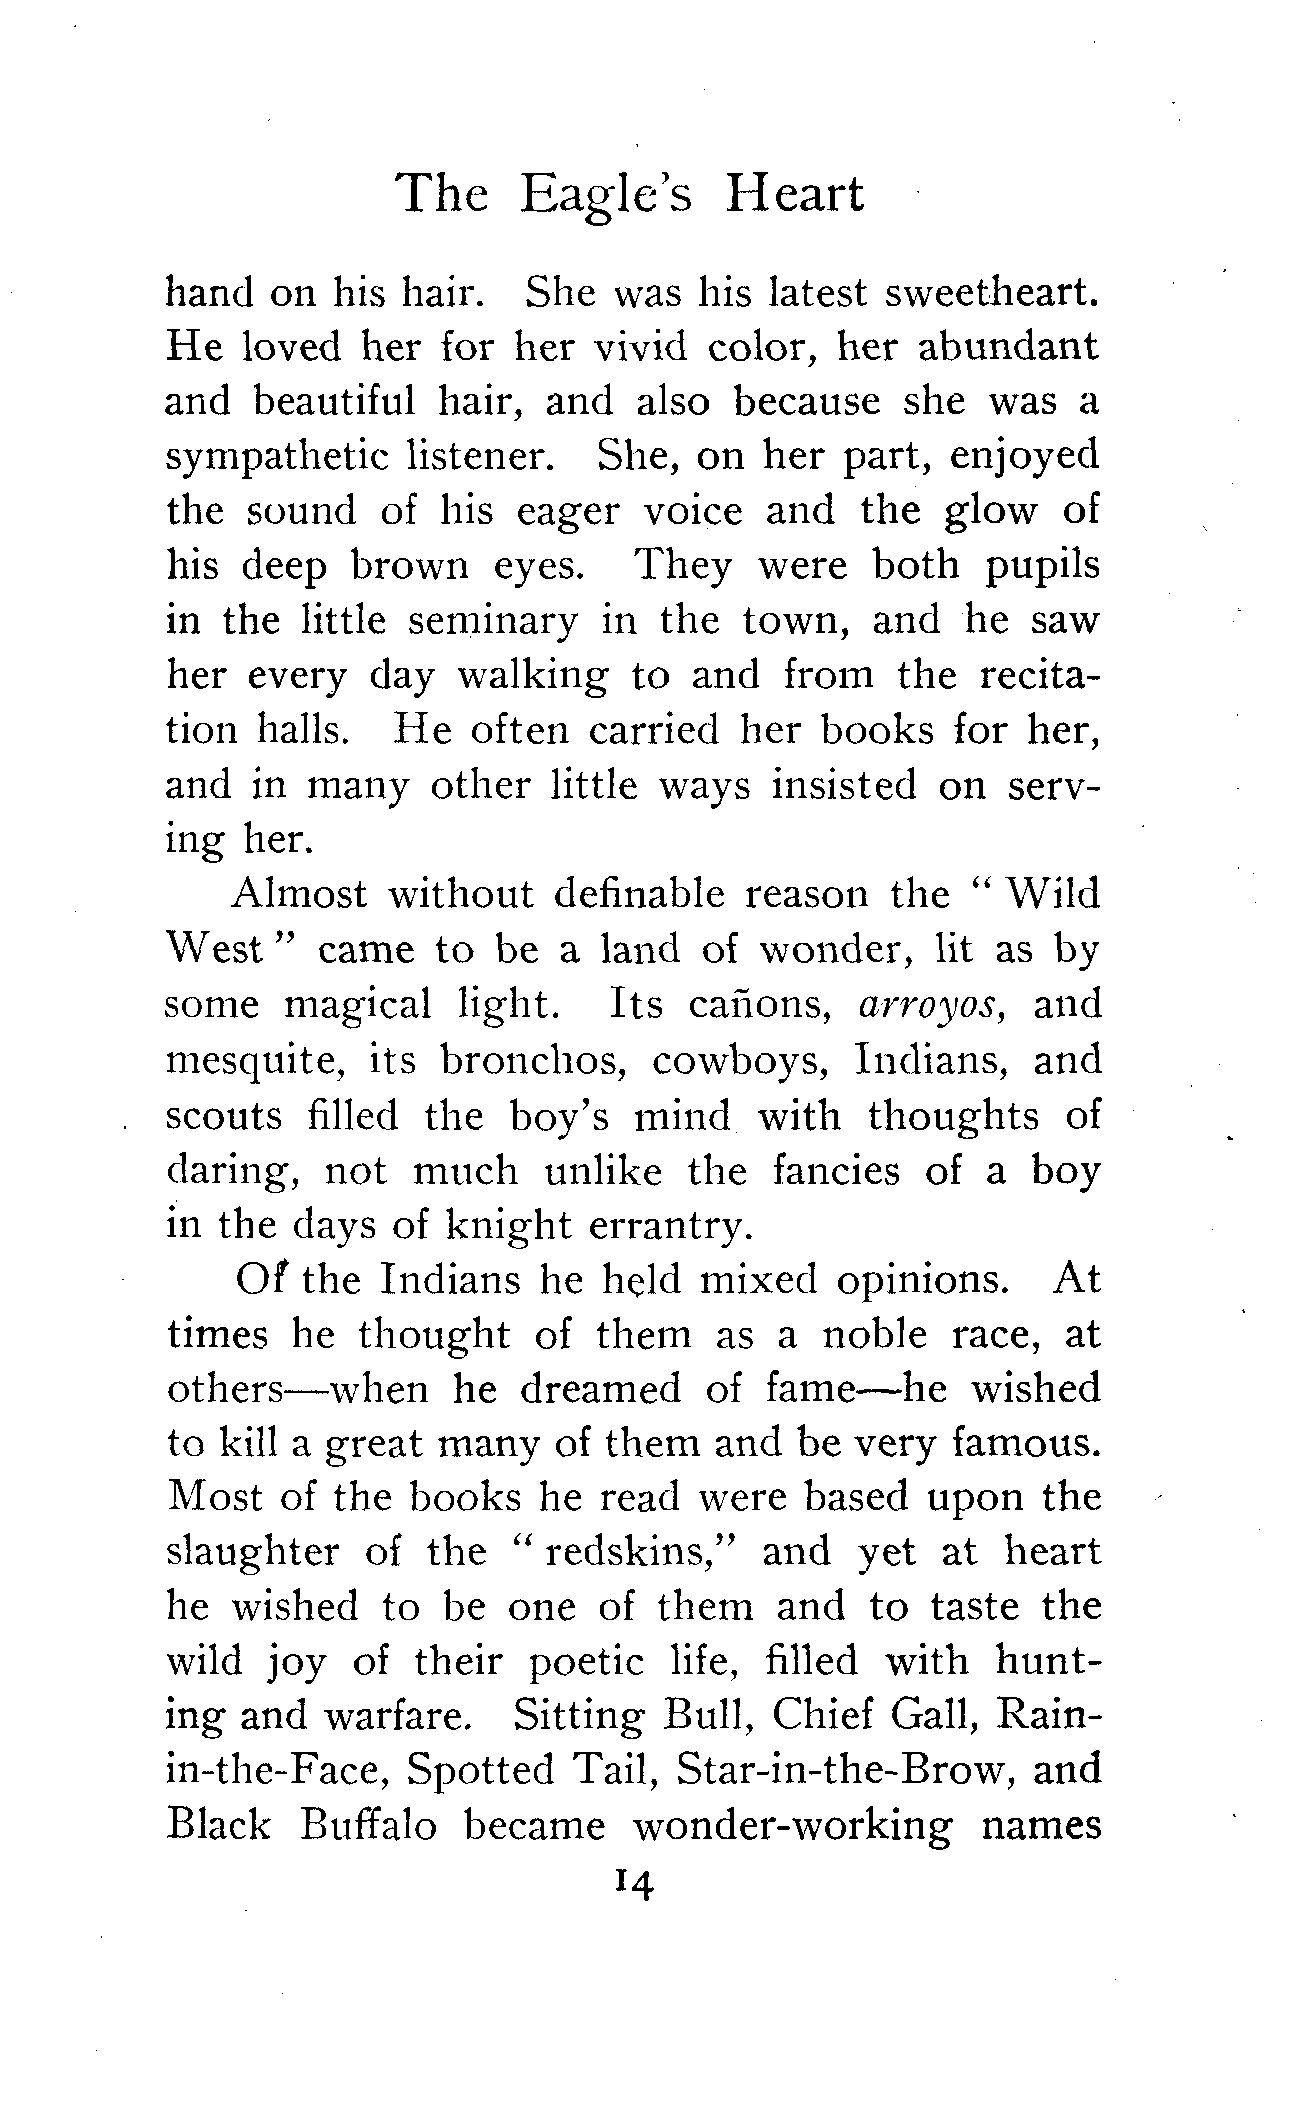 The Eagle's Heart
hand on his hair. She was his latest sweetheart.
He loved her for her vivid color, her abundant
and beautiful hair, and also because she was a
sympathetic listener. She, on her part, enjoyed
the sound of his eager voice and the glow of
his deep brown eyes. They were both pupils
in the little seminary in the town, and he saw
her every day walking to and from the recita-
tion halls. He often carried her books for her,
and in many other little ways insisted on serv-
ing her.
Almost without definable reason the " Wild
West " came to be a land of wonder, lit as by
some magical light. Its cañons, arroyos, and
mesquite, its bronchos, cowboys, Indians, and
scouts filled the boy's mind with thoughts of
daring, not much unlike the fancies of a boy
in the days of knight errantry.
Of the Indians he held mixed opinions. At
times he thought of them as a noble race, at
others—when he dreamed of fame—he wished
to kill a great many of them and be very famous.
Most of the books he read were based upon the
slaughter of the " redskins," and yet at heart
he wished to be one of them and to taste the
wild joy of their poetic life, filled with hunt-
ing and warfare. Sitting Bull, Chief Gall, Rain-
in-the-Face, Spotted Tail, Star-in-the-Brow, and
Black Buffalo became wonder-working names
14